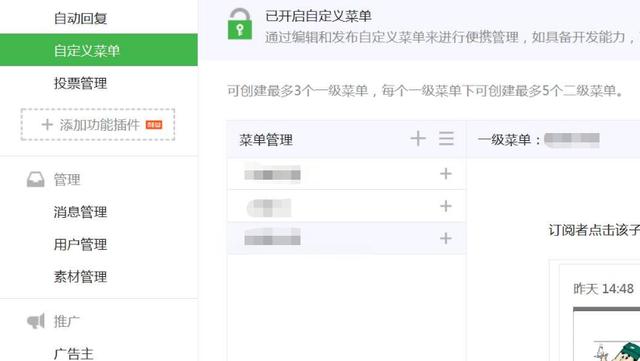 自动回复
自定义菜单
投票管理
添加功能插件
管理
消息管理
用户管理
素材管理
推广
广告主
已开启自定义菜单
通过编辑和发布自定义菜单来进行便携管理，如具备开发能力，
可创建最多3个一级菜单，每个一级菜单下可创建最多5个二级菜单。
菜单管理
一级菜单：
订阅者点击该子
昨天 14:48